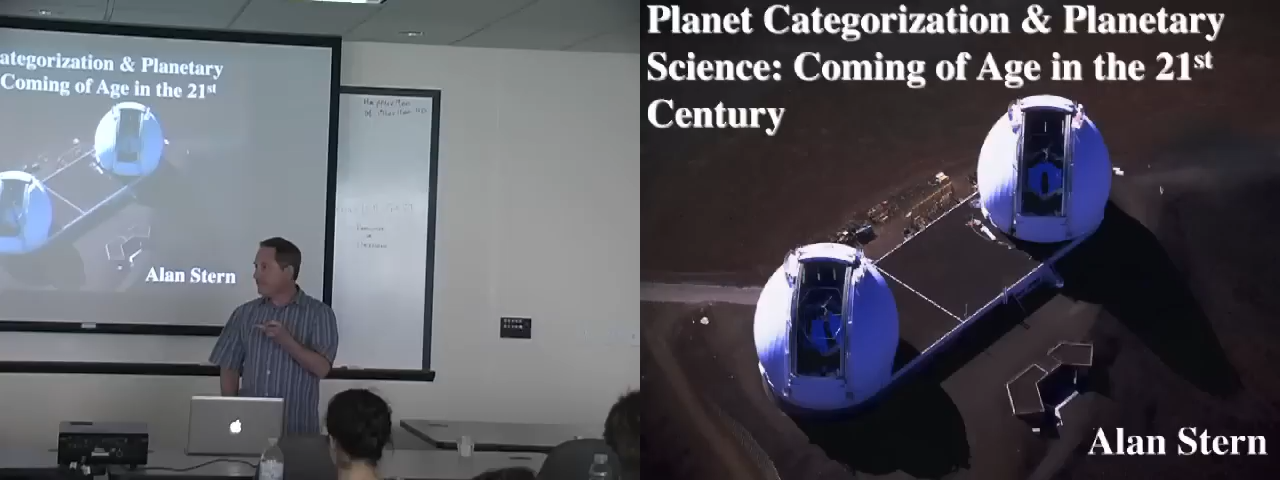 ategorization & Planetary
Coming of Age in the 21st
Alan Stern
Planet Categorization & Planetary
Science: Coming of Age in the 21st
Century
Alan Stern